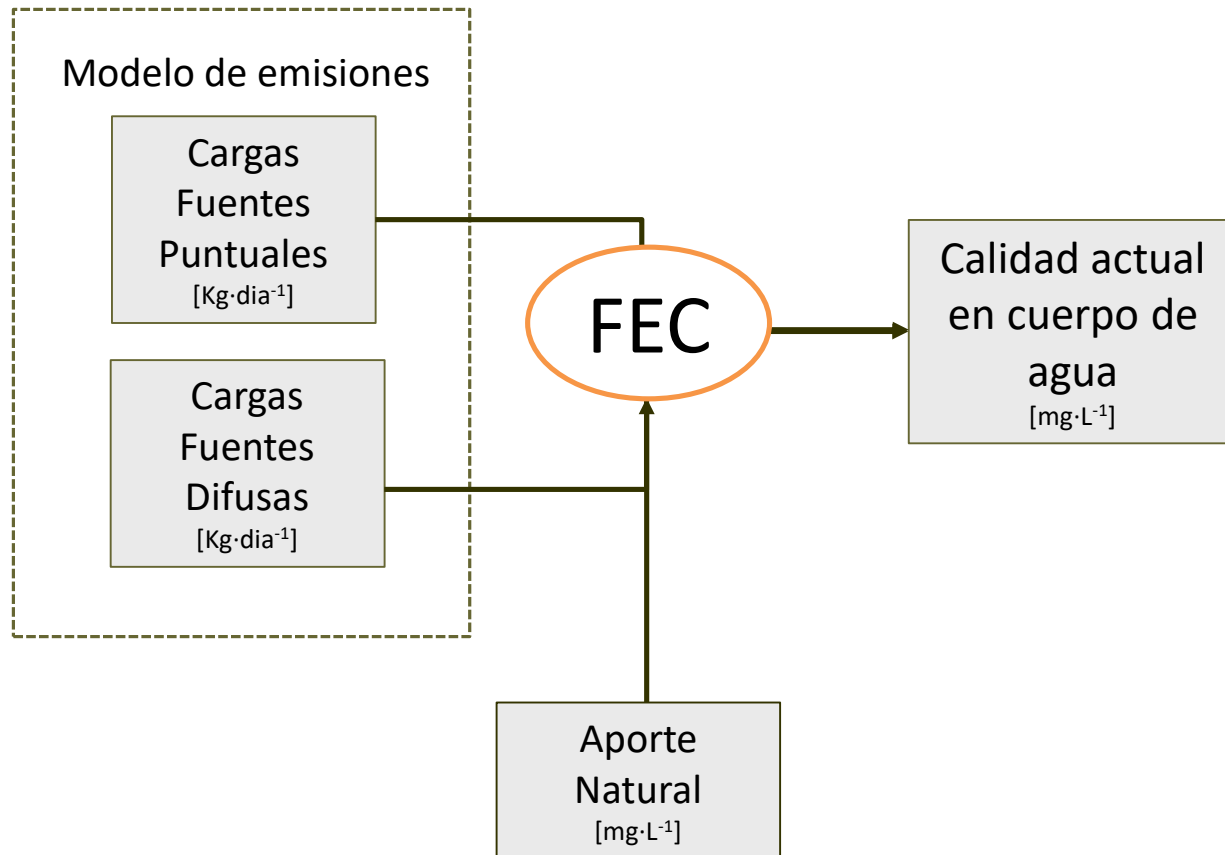 Modelo de emisiones
Cargas
Fuentes
Puntuales
[Kg·dia⁻¹]
Cargas
Fuentes
Difusas
[Kg·dia⁻¹]
FEC
Calidad actual
en cuerpo de
agua
[mg·L⁻¹]
Aporte
Natural
[mg·L⁻¹]